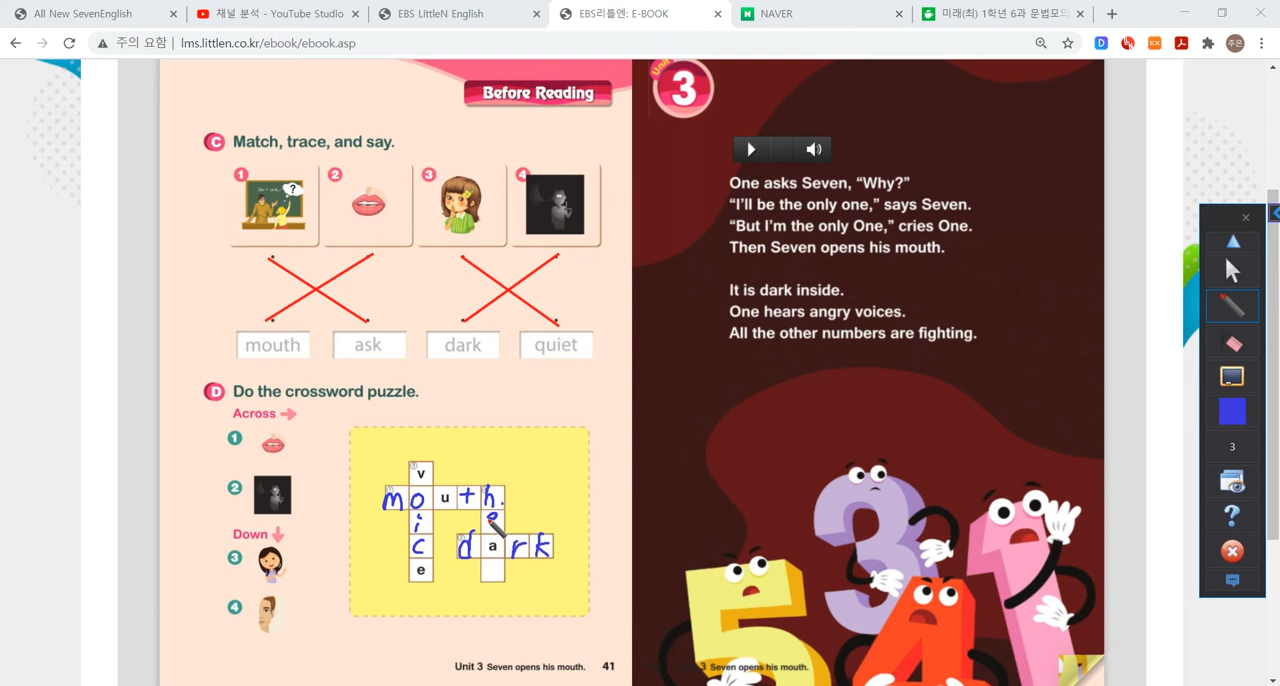 All New SevenEnglish
채널 분석 - YouTube Studio
EBS LittleN English
EBS리틀엔: E-BOOK
NAVER
미래(최) 1학년 6과 문법모의
주의 요함
lms.littlen.co.kr/ebook/ebook.asp
주은
Before Reading
C Match, trace, and say.
1
2
3
4
?
mouth
ask
dark
quiet
D Do the crossword puzzle.
Across
1
2
Down
3
4
v
mouth.
i
e
c
dark
e
Unit 3 Seven opens his mouth. 41
Unit
3
One asks Seven, “Why?”
“I’ll be the only one,” says Seven.
“But I’m the only One,” cries One.
Then Seven opens his mouth.
It is dark inside.
One hears angry voices.
All the other numbers are fighting.
3 Seven opens his mouth.
3